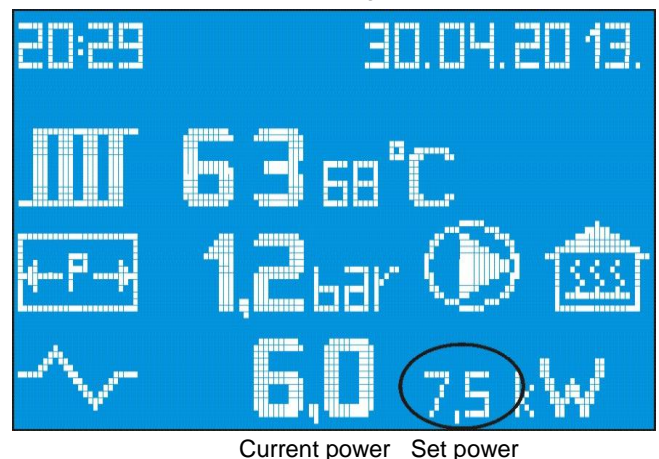 20:29 30.04.2013.
63 68 °C
P 1,2 bar
6,0 7,5 kW
Current power Set power